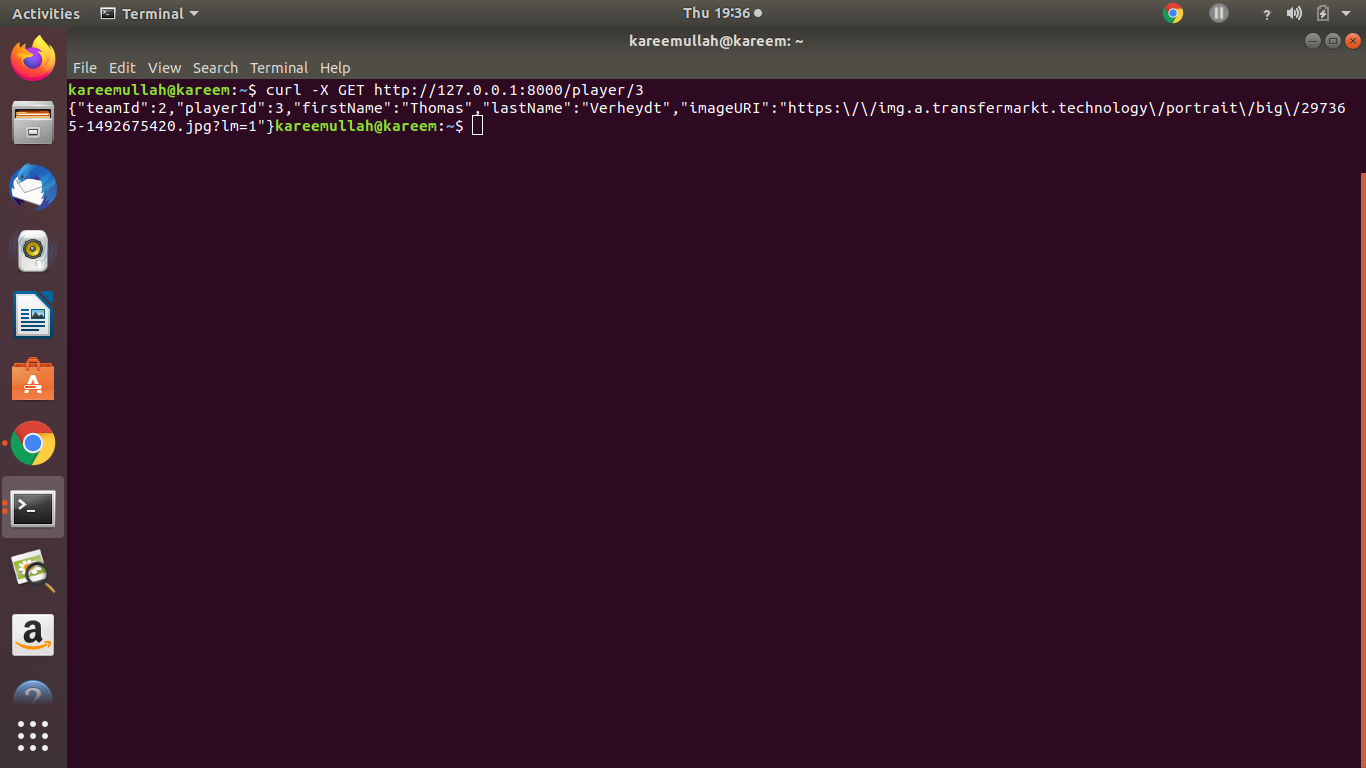 Activities Terminal Thu 19:36
kareemullah@kareem: ~
File Edit View Search Terminal Help
kareemullah@kareem:~$ curl -X GET http://127.0.0.1:8000/player/3
{"teamId":2,"playerId":3,"firstName":"Thomas","lastName":"Verheydt","imageURI":"https:\/\/img.a.transfermarkt.technology\/portrait\/big\/29736
5-1492675420.jpg?lm=1"}kareemullah@kareem:~$